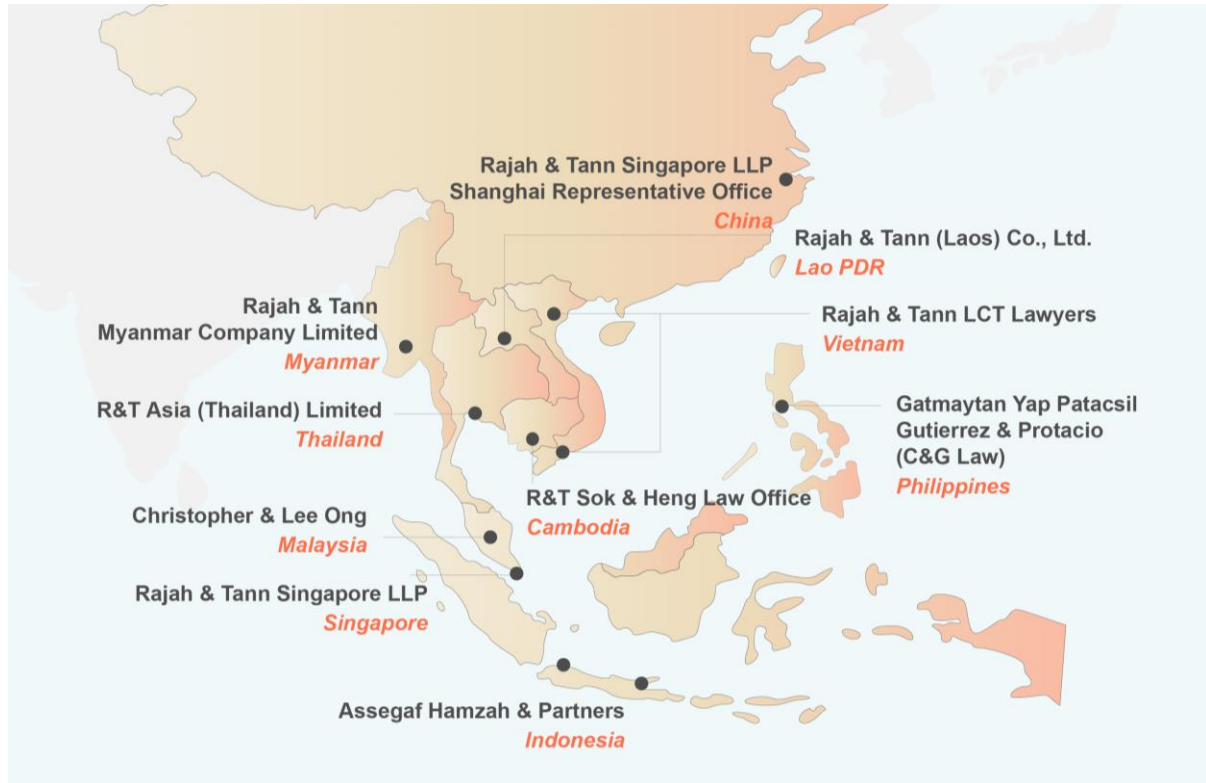 Rajah & Tann Singapore LLP
Shanghai Representative Office
China
Rajah & Tann (Laos) Co., Ltd.
Lao PDR
Rajah & Tann
Myanmar Company Limited
Myanmar
Rajah & Tann LCT Lawyers
Vietnam
R&T Asia (Thailand) Limited
Thailand
Gatmaytan Yap Patacsil
Gutierrez & Protacio
(C&G Law)
Philippines
R&T Sok & Heng Law Office
Cambodia
Christopher & Lee Ong
Malaysia
Rajah & Tann Singapore LLP
Singapore
Assegaf Hamzah & Partners
Indonesia